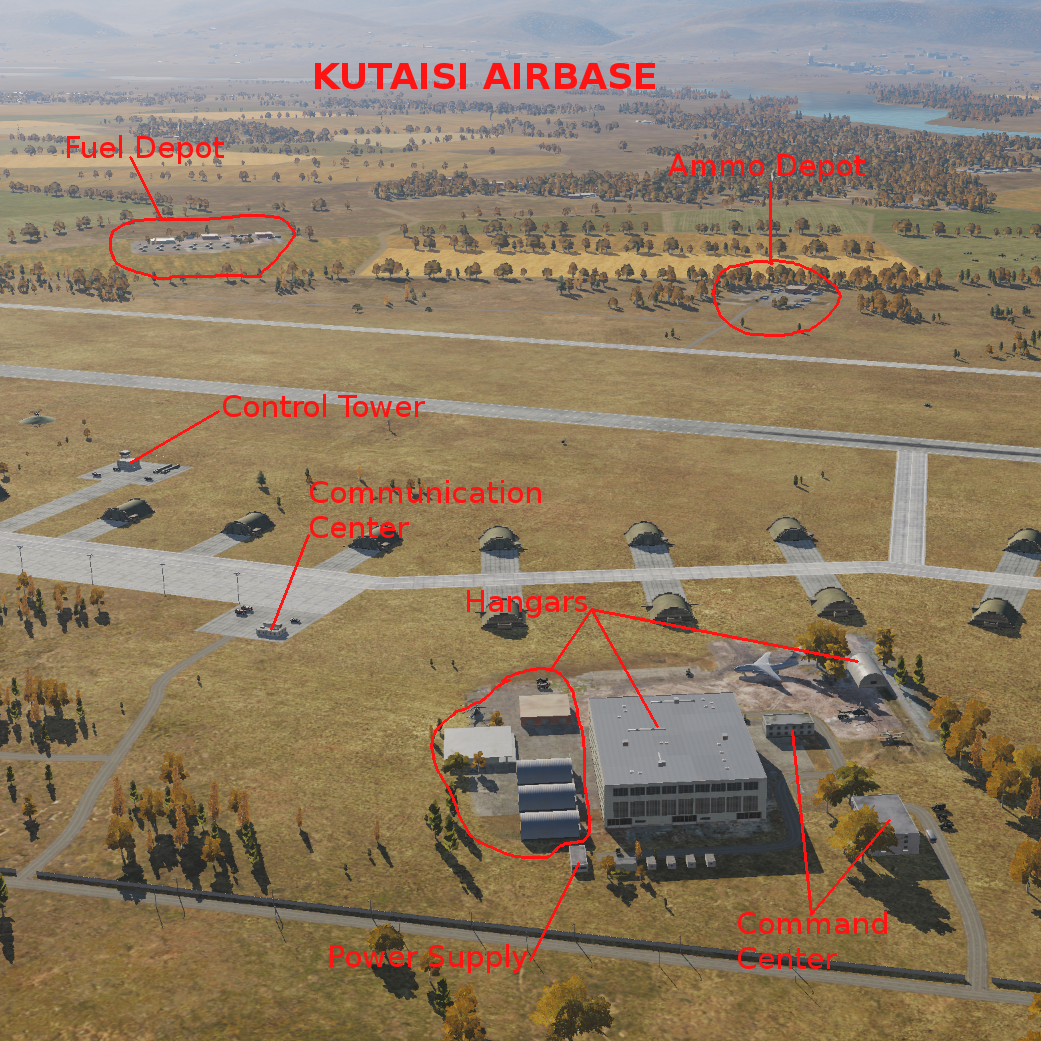 KUTAISI AIRBASE
Fuel Depot
Ammo Depot
Control Tower
Communication
Center
Hangars
Command
Center
Power Supply